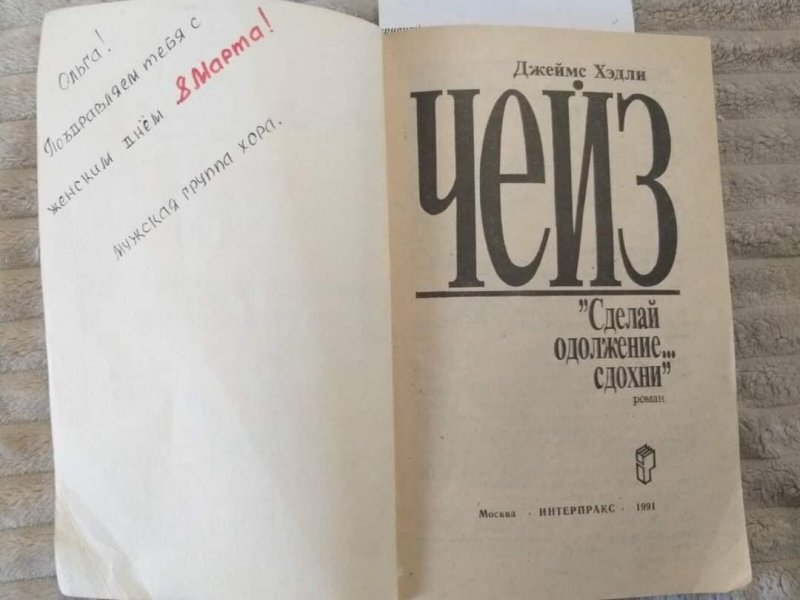 Ольга!
Поздравляем тебя с
женским днём 8 Марта!
Мужская группа хора.
Джеймс Хэдли
ЧЕЙЗ
"Сделай
одолжение...
сдохни"
роман
Москва · ИНТЕРПРАКС · 1991